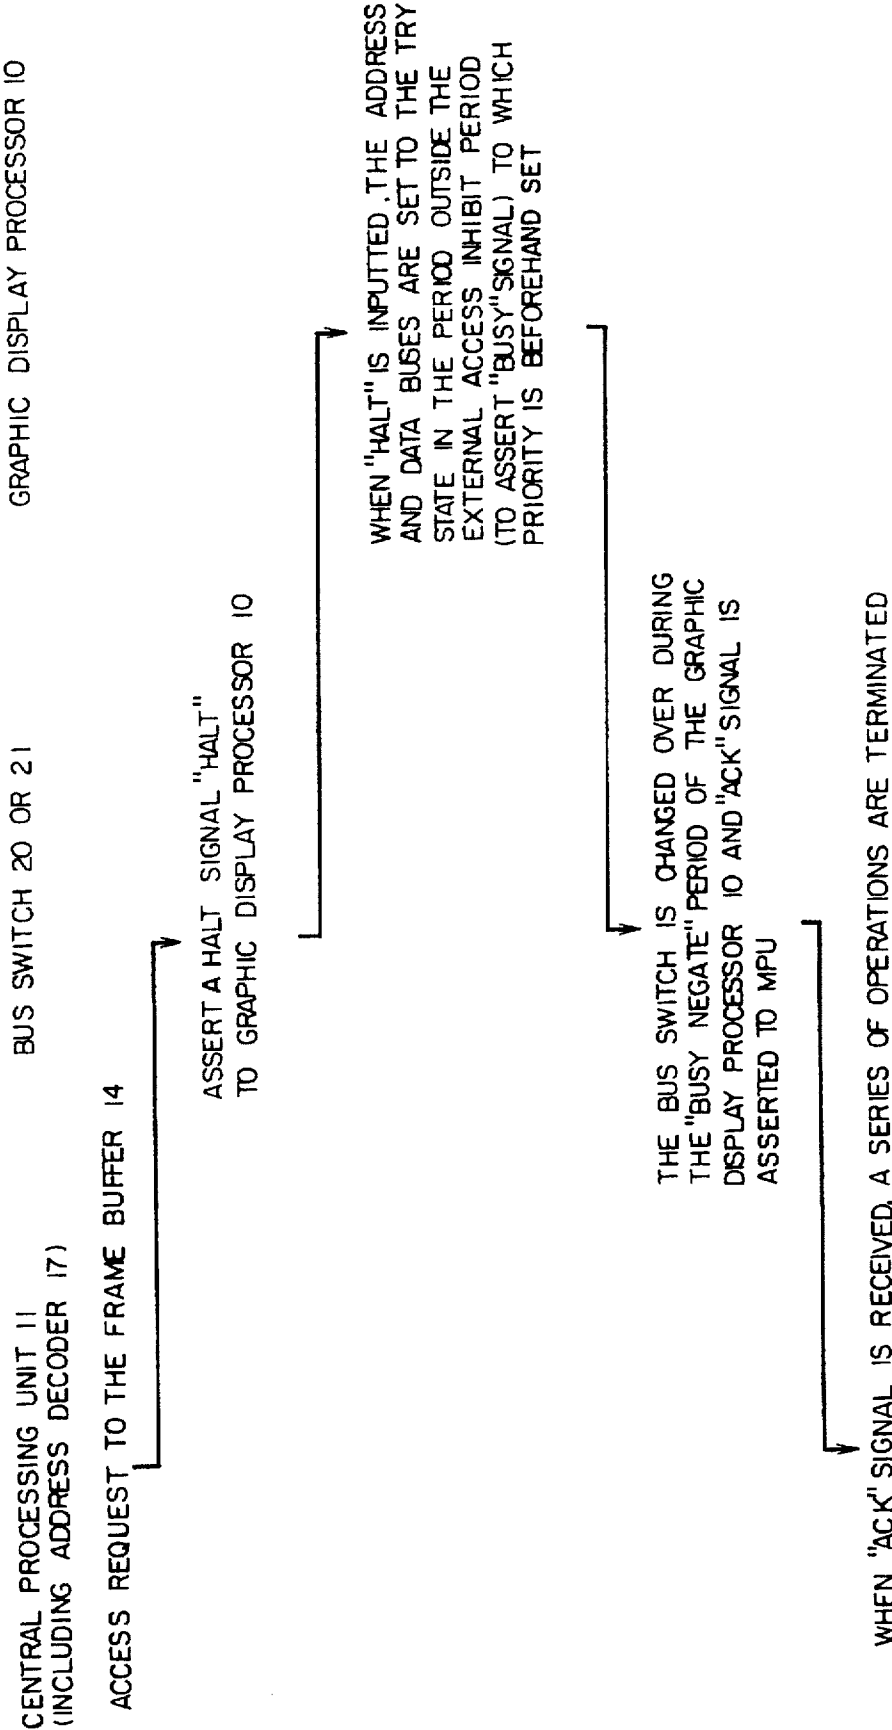 CENTRAL PROCESSING UNIT 11
(INCLUDING ADDRESS DECODER 17)
BUS SWITCH 20 OR 21
GRAPHIC DISPLAY PROCESSOR 10
ACCESS REQUEST TO THE FRAME BUFFER 14
ASSERT A HALT SIGNAL "HALT"
TO GRAPHIC DISPLAY PROCESSOR 10
WHEN "HALT" IS INPUTTED, THE ADDRESS
AND DATA BUSES ARE SET TO THE TRY
STATE IN THE PERIOD OUTSIDE THE
EXTERNAL ACCESS INHIBIT PERIOD
(TO ASSERT "BUSY" SIGNAL) TO WHICH
PRIORITY IS BEFOREHAND SET
THE BUS SWITCH IS CHANGED OVER DURING
THE "BUSY NEGATE" PERIOD OF THE GRAPHIC
DISPLAY PROCESSOR 10 AND "ACK" SIGNAL IS
ASSERTED TO MPU
WHEN "ACK" SIGNAL IS RECEIVED, A SERIES OF OPERATIONS ARE TERMINATED